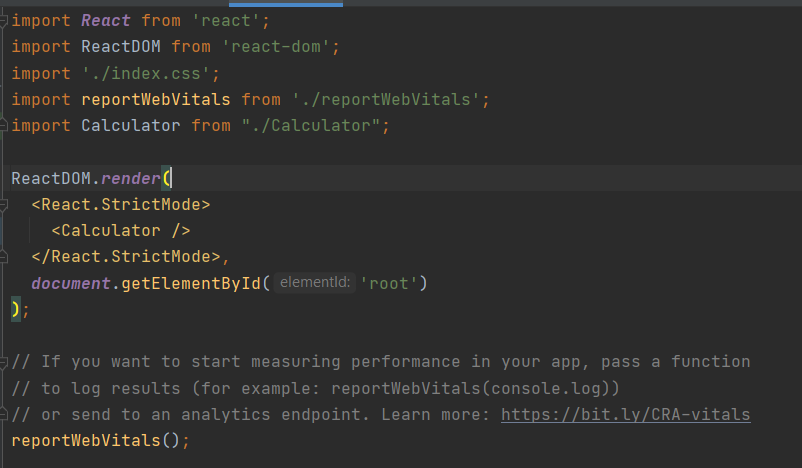 import React from 'react';
import ReactDOM from 'react-dom';
import './index.css';
import reportWebVitals from './reportWebVitals';
import Calculator from "./Calculator";
ReactDOM.render(
<React.StrictMode>
<Calculator />
</React.StrictMode>,
document.getElementById( elementId: 'root')
);
// If you want to start measuring performance in your app, pass a function
// to log results (for example: reportWebVitals(console.log))
// or send to an analytics endpoint. Learn more: https://bit.ly/CRA-vitals
reportWebVitals();